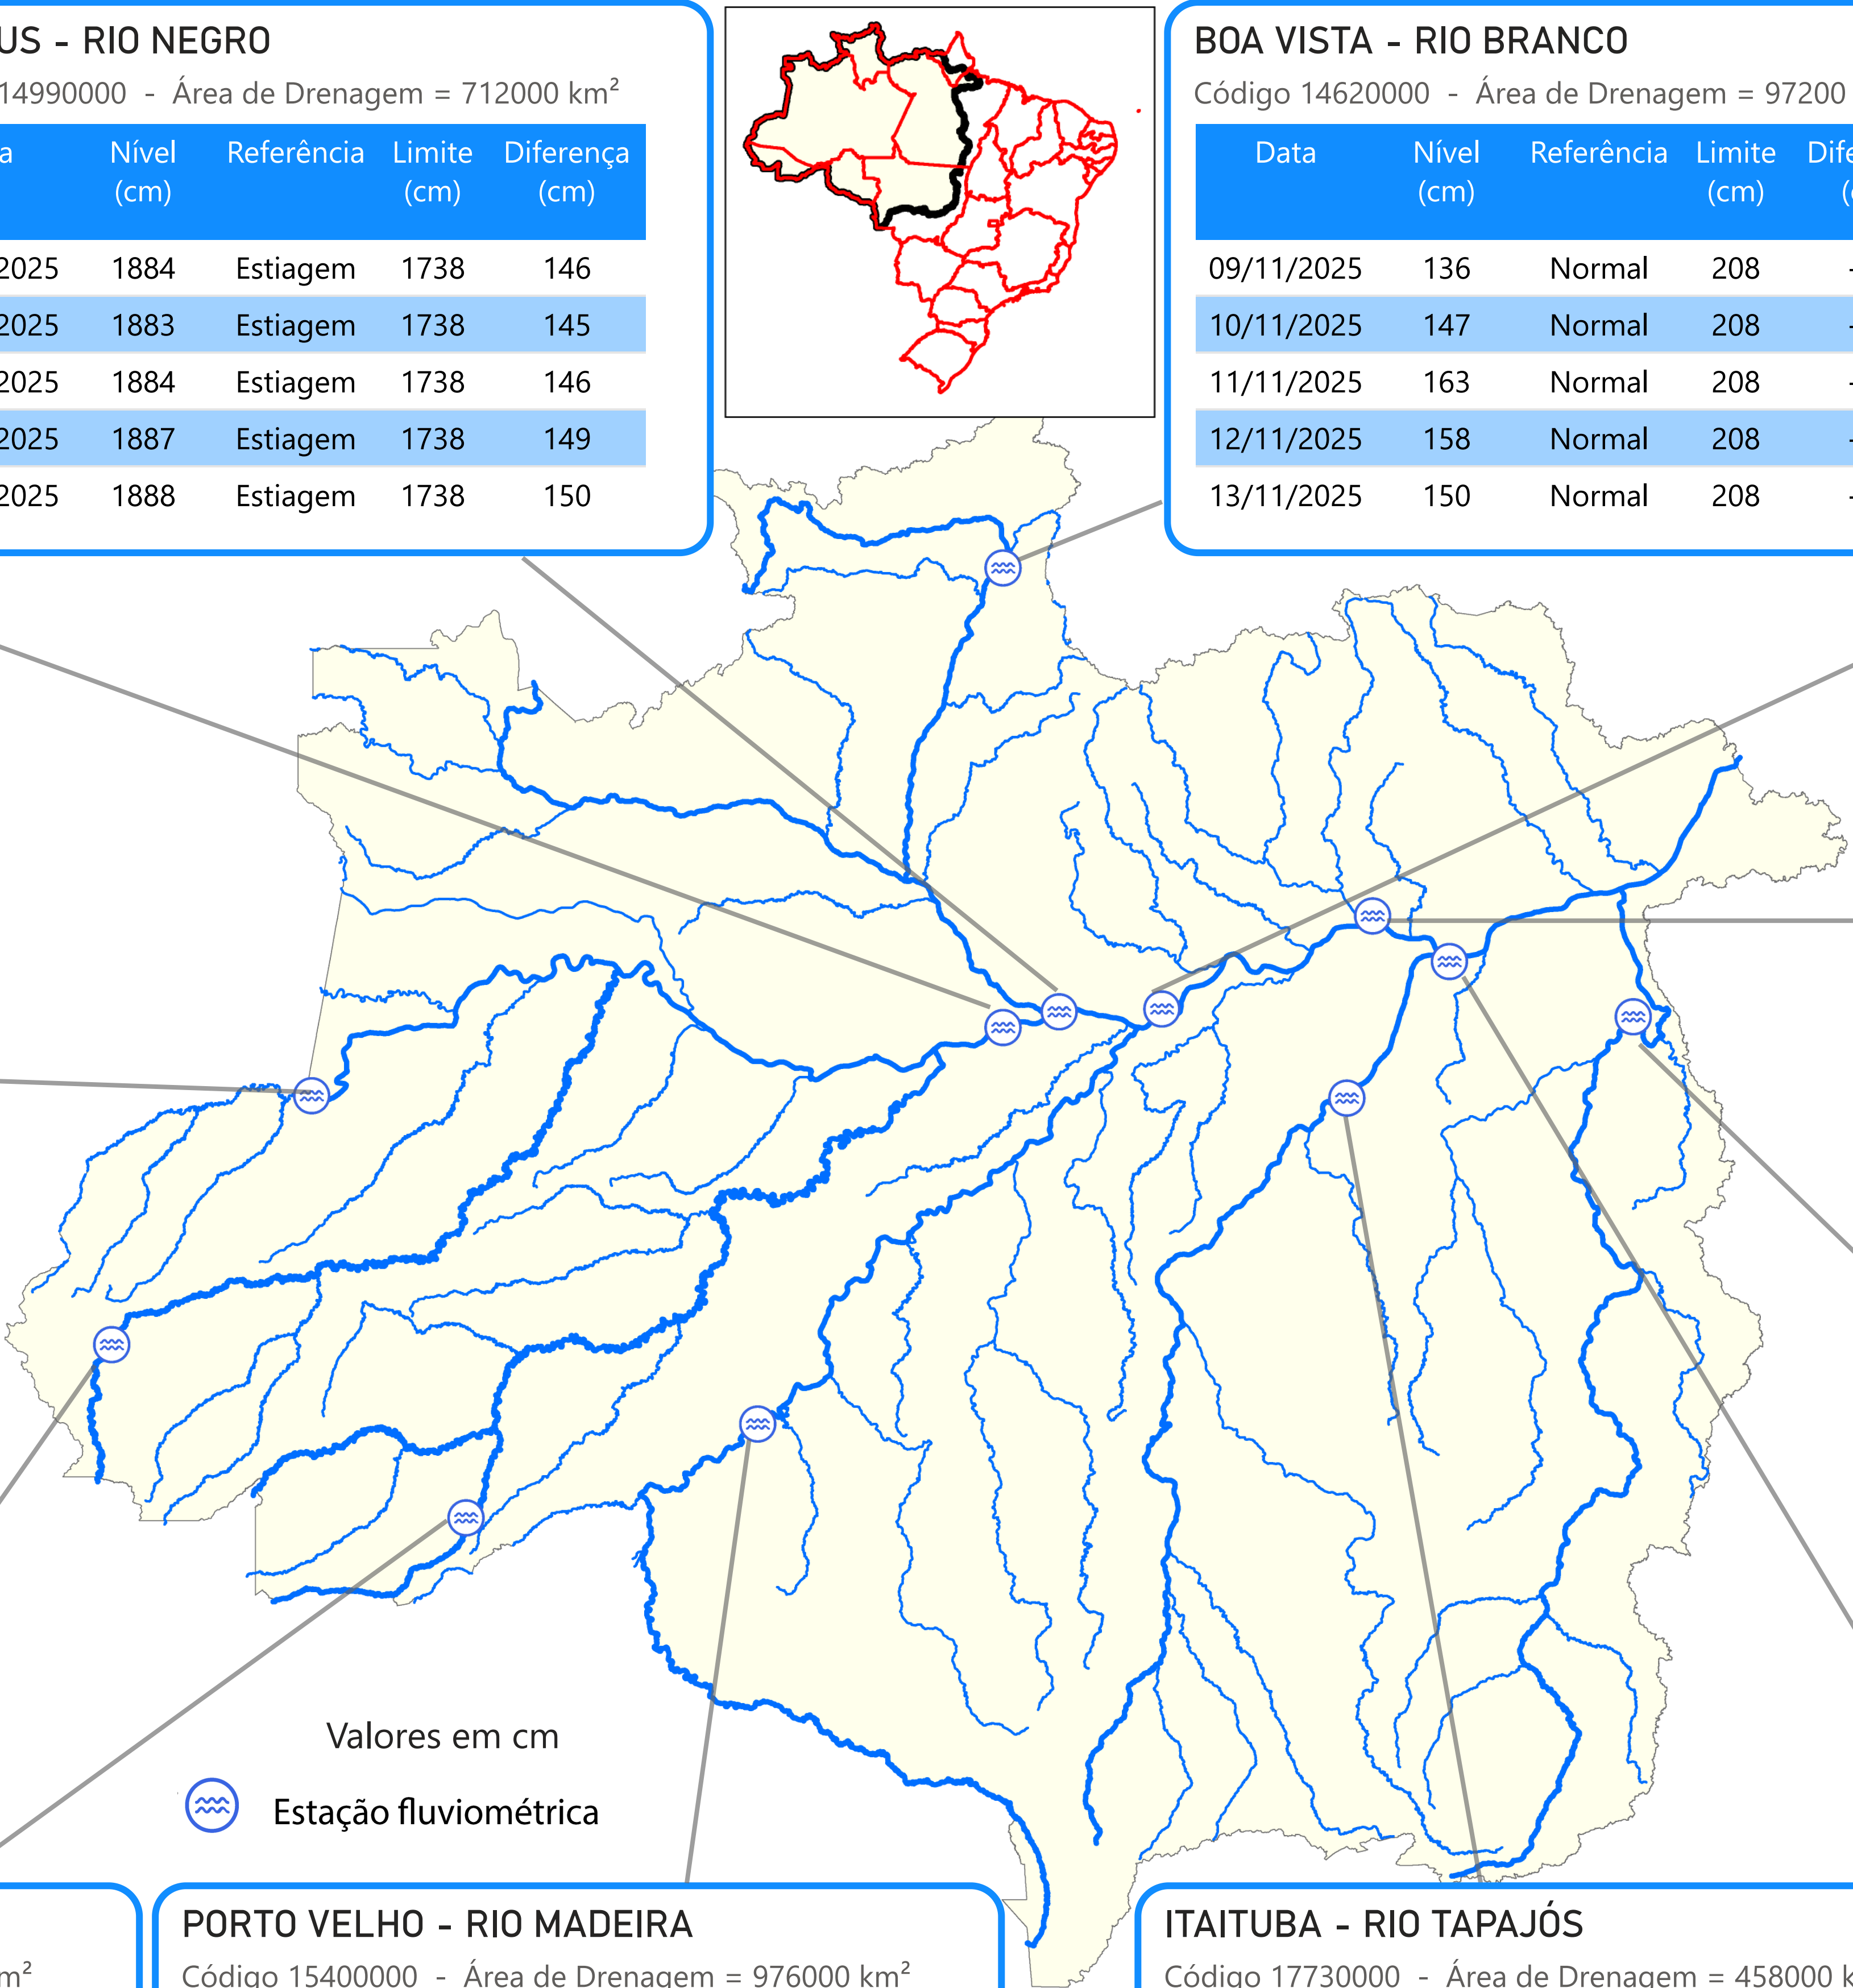 US - RIO NEGRO
14990000 - Área de Drenagem = 712000 km²
a Nível Referência Limite Diferença
(cm) (cm) (cm)
2025 1884 Estiagem 1738 146
2025 1883 Estiagem 1738 145
2025 1884 Estiagem 1738 146
2025 1887 Estiagem 1738 149
2025 1888 Estiagem 1738 150
BOA VISTA - RIO BRANCO
Código 14620000 - Área de Drenagem = 97200
Data Nível Referência Limite Dife
(cm) (cm)
09/11/2025 136 Normal 208 -
10/11/2025 147 Normal 208 -
11/11/2025 163 Normal 208 -
12/11/2025 158 Normal 208 -
13/11/2025 150 Normal 208 -
Valores em cm
Estação fluviométrica
m²
PORTO VELHO - RIO MADEIRA
Código 15400000 - Área de Drenagem = 976000 km²
ITAITUBA - RIO TAPAJÓS
Código 17730000 - Área de Drenagem = 458000 k